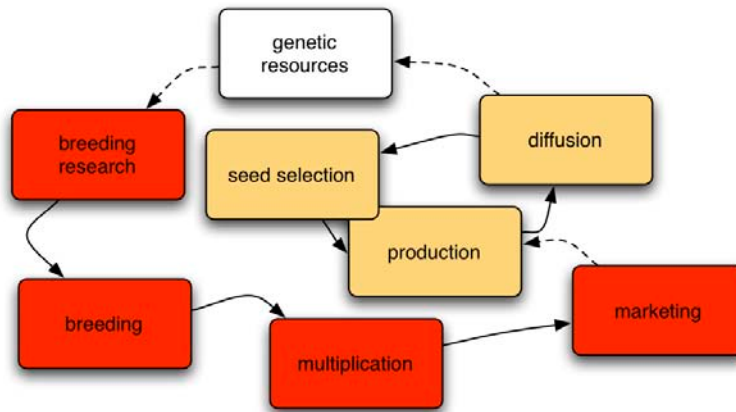 genetic
resources
breeding
research
diffusion
seed selection
production
marketing
breeding
multiplication